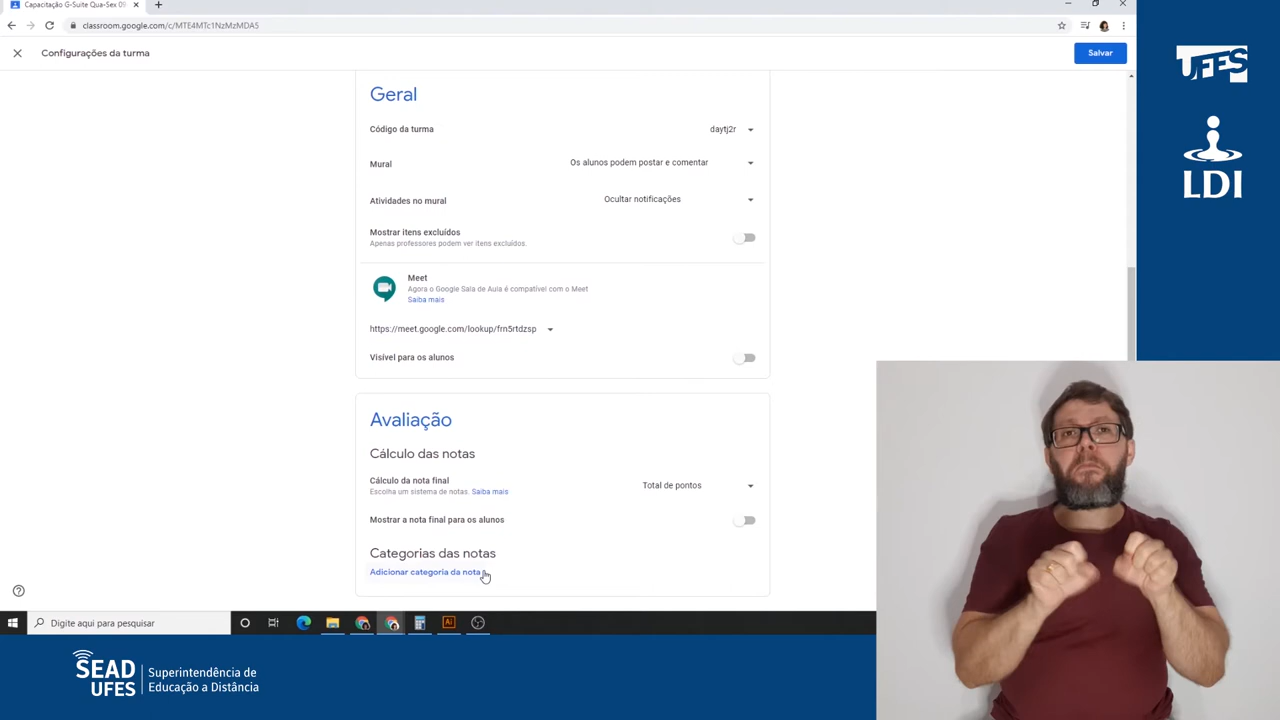 Capacitação G-Suite Qua-Sex 09
classroom.google.com/c/MTE4MTc1NzMzMDA5
Configurações da turma
Salvar
UFES
LDI
Geral
Código da turma
daytj2r
Mural
Os alunos podem postar e comentar
Atividades no mural
Ocultar notificações
Mostrar itens excluídos
Apenas professores podem ver itens excluídos.
Meet
Agora o Google Sala de Aula é compatível com o Meet
Saiba mais
https://meet.google.com/lookup/frn5rtdzsp
Visível para os alunos
Avaliação
Cálculo das notas
Cálculo da nota final
Escolha um sistema de notas. Saiba mais
Total de pontos
Mostrar a nota final para os alunos
Categorias das notas
Adicionar categoria da nota
Digite aqui para pesquisar
Ai
SEAD
UFES
Superintendência de
Educação a Distância